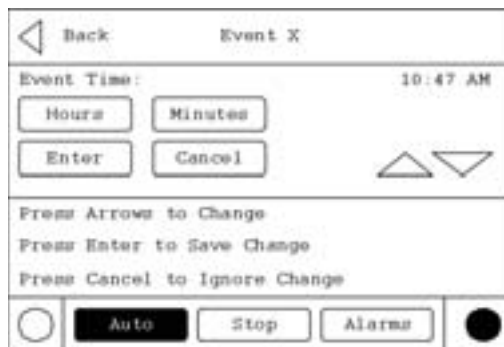 Back Event X
Event Time: 10:47 AM
Hours Minutes
Enter Cancel
Press Arrows to Change
Press Enter to Save Change
Press Cancel to Ignore Change
Auto Stop Alarms